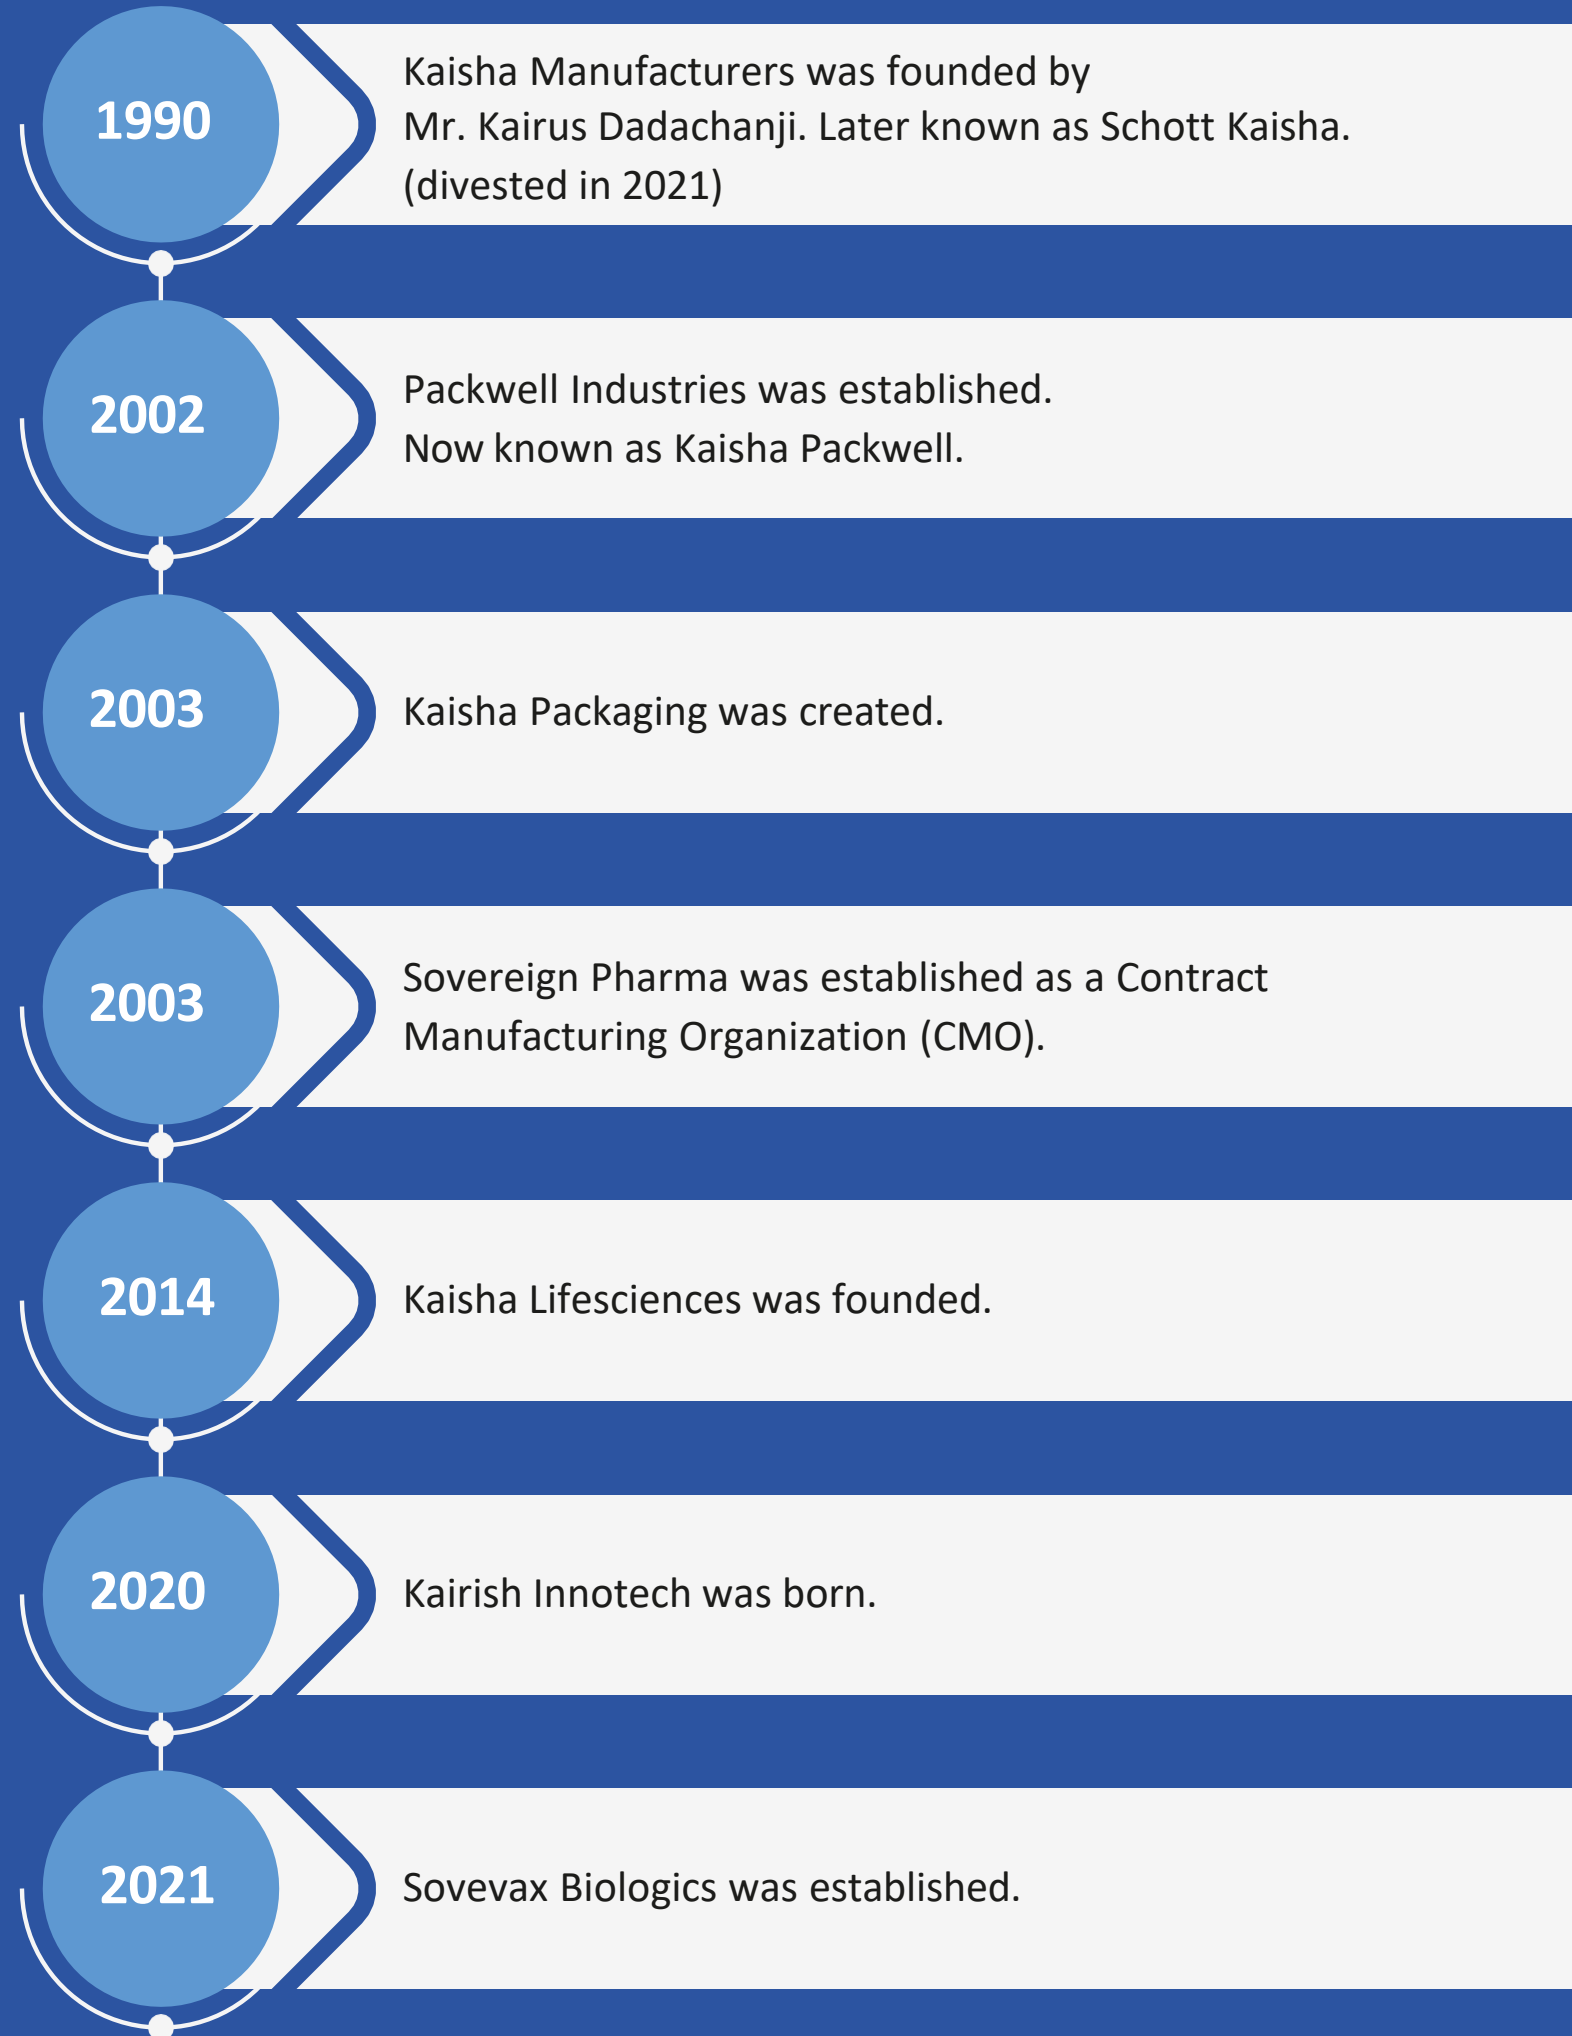 1990
Kaisha Manufacturers was founded by
Mr. Kairus Dadachanji. Later known as Schott Kaisha.
(divested in 2021)
2002
Packwell Industries was established.
Now known as Kaisha Packwell.
2003
Kaisha Packaging was created.
2003
Sovereign Pharma was established as a Contract
Manufacturing Organization (CMO).
2014
Kaisha Lifesciences was founded.
2020
Kairish Innotech was born.
2021
Sovevax Biologics was established.